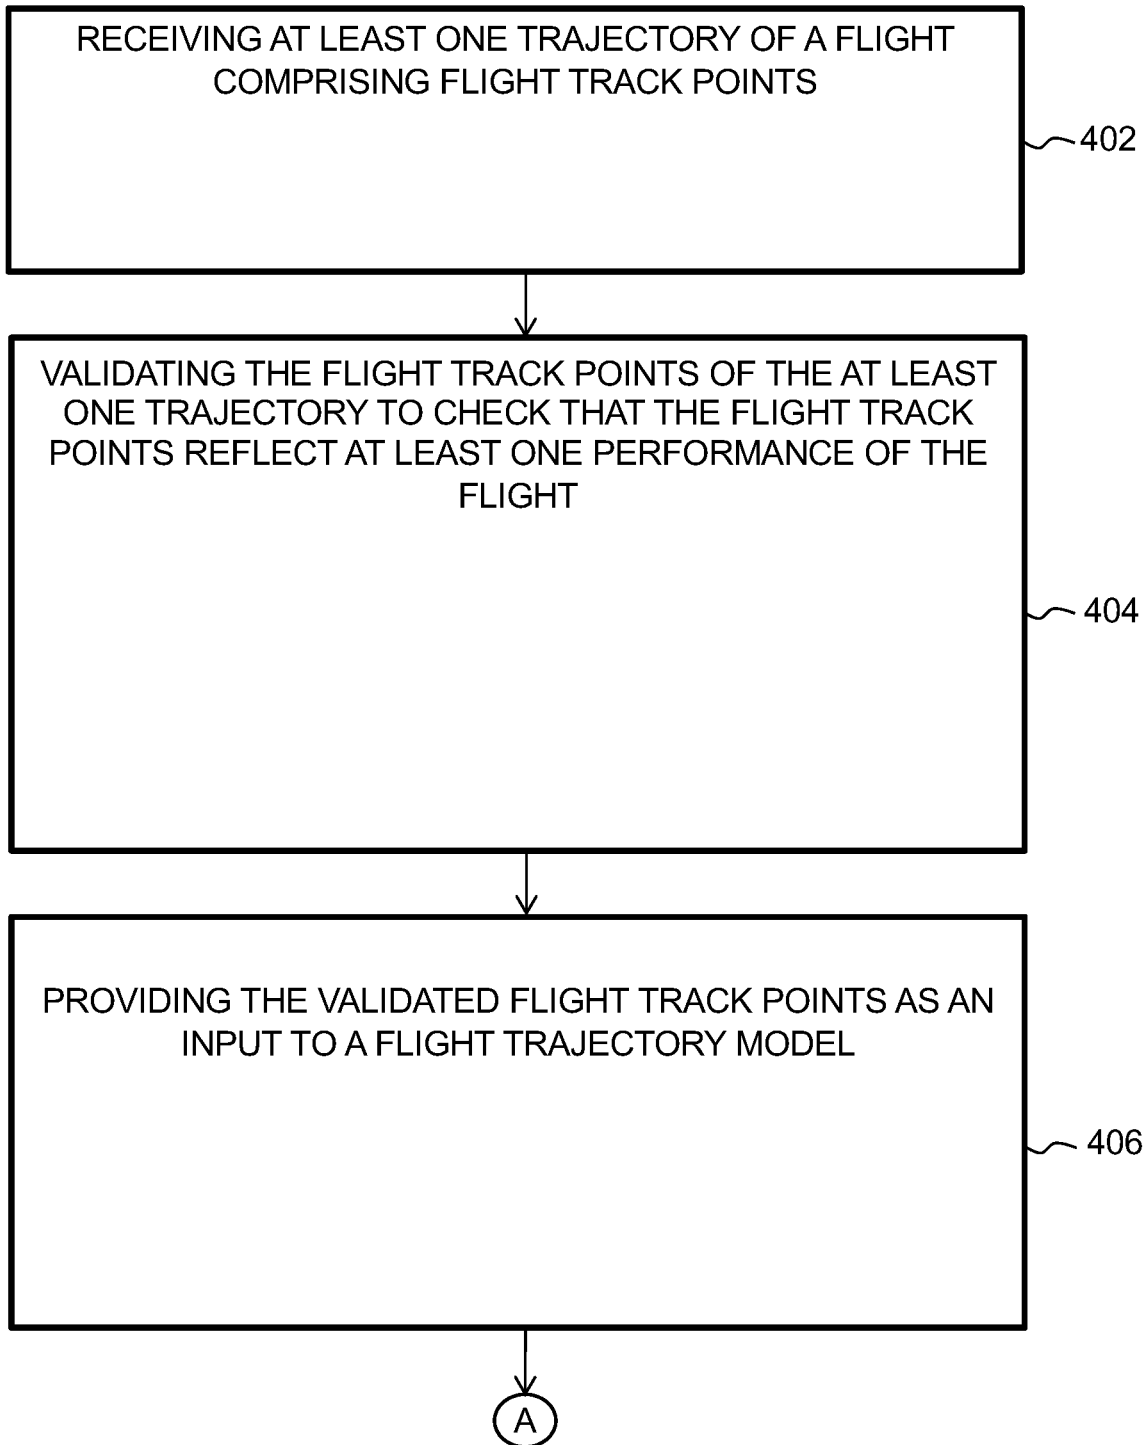 RECEIVING AT LEAST ONE TRAJECTORY OF A FLIGHT
COMPRISING FLIGHT TRACK POINTS
402
VALIDATING THE FLIGHT TRACK POINTS OF THE AT LEAST
ONE TRAJECTORY TO CHECK THAT THE FLIGHT TRACK
POINTS REFLECT AT LEAST ONE PERFORMANCE OF THE
FLIGHT
404
PROVIDING THE VALIDATED FLIGHT TRACK POINTS AS AN
INPUT TO A FLIGHT TRAJECTORY MODEL
406
A